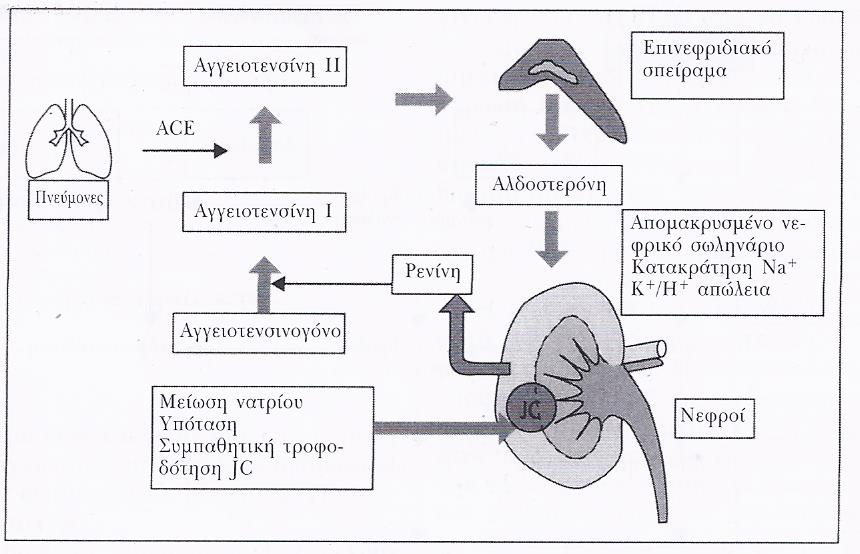 Αγγειοτενσίνη II
Επινεφριδιακό
σπείραμα
ACE
Πνεύμονες
Αλδοστερόνη
Αγγειοτενσίνη I
Απομακρυσμένο νε-
φρικό σωληνάριο
Κατακράτηση Na⁺
K⁺/H⁺ απώλεια
Ρενίνη
Αγγειοτενσινογόνο
Μείωση νατρίου
Υπόταση
Συμπαθητική τροφο-
δότηση JC
JC
Νεφροί